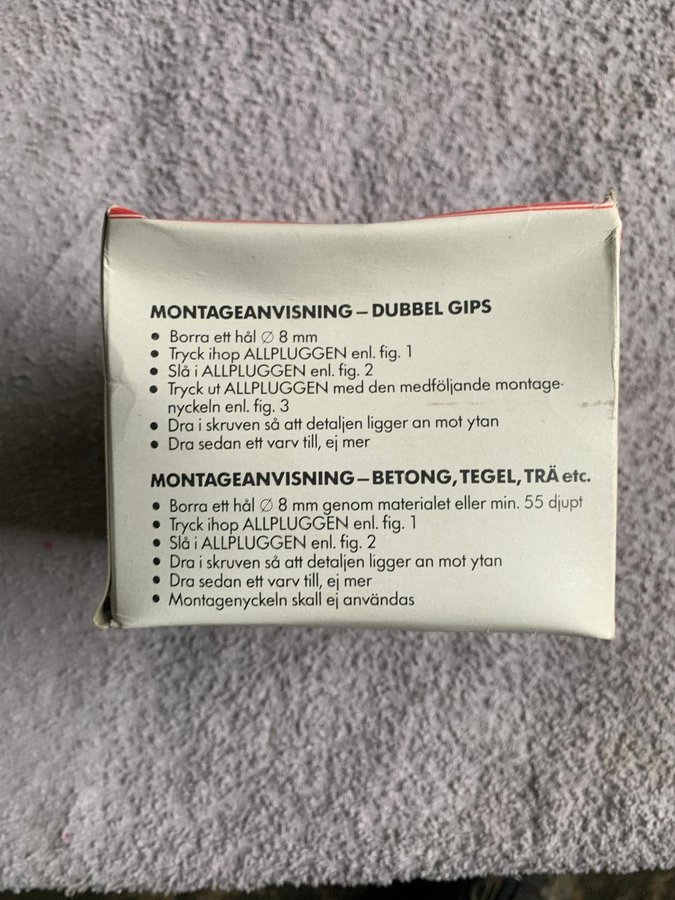 MONTAGEANVISNING – DUBBEL GIPS
• Borra ett hål ∅ 8 mm
• Tryck ihop ALLPLUGGEN enl. fig. 1
• Slå i ALLPLUGGEN enl. fig. 2
• Tryck ut ALLPLUGGEN med den medföljande montage-
nyckeln enl. fig. 3
• Dra i skruven så att detaljen ligger an mot ytan
• Dra sedan ett varv till, ej mer
MONTAGEANVISNING – BETONG, TEGEL, TRÄ etc.
• Borra ett hål ∅ 8 mm genom materialet eller min. 55 djupt
• Tryck ihop ALLPLUGGEN enl. fig. 1
• Slå i ALLPLUGGEN enl. fig. 2
• Dra i skruven så att detaljen ligger an mot ytan
• Dra sedan ett varv till, ej mer
• Montagenyckeln skall ej användas